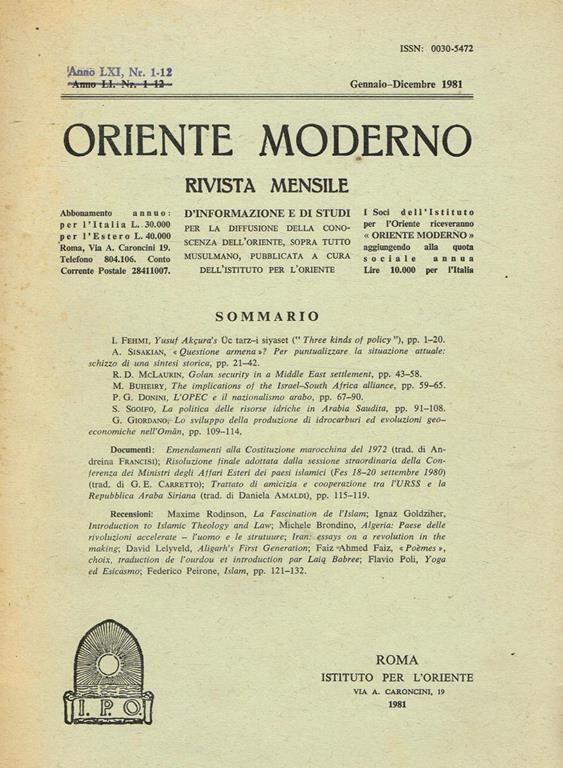 ISSN: 0030-5472
Anno LXI, Nr. 1-12
Anno LI. Nr. 1-12
Gennaio-Dicembre 1981
ORIENTE MODERNO
RIVISTA MENSILE
Abbonamento annuo:
per l'Italia L. 30.000
per l'Estero L. 40.000
Roma, Via A. Caroncini 19.
Telefono 804.106. Conto
Corrente Postale 28411007.
D'INFORMAZIONE E DI STUDI
PER LA DIFFUSIONE DELLA CONO-
SCENZA DELL'ORIENTE, SOPRA TUTTO
MUSULMANO, PUBBLICATA A CURA
DELL'ISTITUTO PER L'ORIENTE
I Soci dell'Istituto
per l'Oriente riceveranno
« ORIENTE MODERNO »
aggiungendo alla quota
sociale annua
Lire 10.000 per l'Italia
SOMMARIO
I. FEHMI, Yusuf Akçura's Üc tarz-i siyaset (" Three kinds of policy "), pp. 1-20.
A. SISAKIAN, « Questione armena »? Per puntualizzare la situazione attuale:
schizzo di una sintesi storica, pp. 21-42.
R. D. MCLAURIN, Golan security in a Middle East settlement, pp. 43-58.
M. BUHEIRY, The implications of the Israel-South Africa alliance, pp. 59-65.
P. G. DONINI, L'OPEC e il nazionalismo arabo, pp. 67-90.
S. SGOIFO, La politica delle risorse idriche in Arabia Saudita, pp. 91-108.
G. GIORDANO, Lo sviluppo della produzione di idrocarburi ed evoluzioni geo-
economiche nell'Omân, pp. 109-114,
Documenti: Emendamenti alla Costituzione marocchina del 1972 (trad. di An-
dreina FRANCISI); Risoluzione finale adottata dalla sessione straordinaria della Con-
ferenza dei Ministri degli Affari Esteri dei paesi islamici (Fes 18-20 settembre 1980)
(trad. di G. E. CARRETTO); Trattato di amicizia e cooperazione tra l'URSS e la
Repubblica Araba Siriana (trad. di Daniela AMALDI), pp. 115-119.
Recensioni: Maxime Rodinson, La Fascination de l'Islam; Ignaz Goldziher,
Introduction to Islamic Theology and Law; Michele Brondino, Algeria: Paese delle
rivoluzioni accelerate - l'uomo e le strutuure; Iran: essays on a revolution in the
making; David Lelyveld, Aligarh's First Generation; Faiz Ahmed Faiz, « Poèmes »,
choix, traduction de l'ourdou et introduction par Laiq Babree; Flavio Poli, Yoga
ed Esicasmo; Federico Peirone, Islam, pp. 121-132.
I. P. O.
ROMA
ISTITUTO PER L'ORIENTE
VIA A. CARONCINI, 19
1981